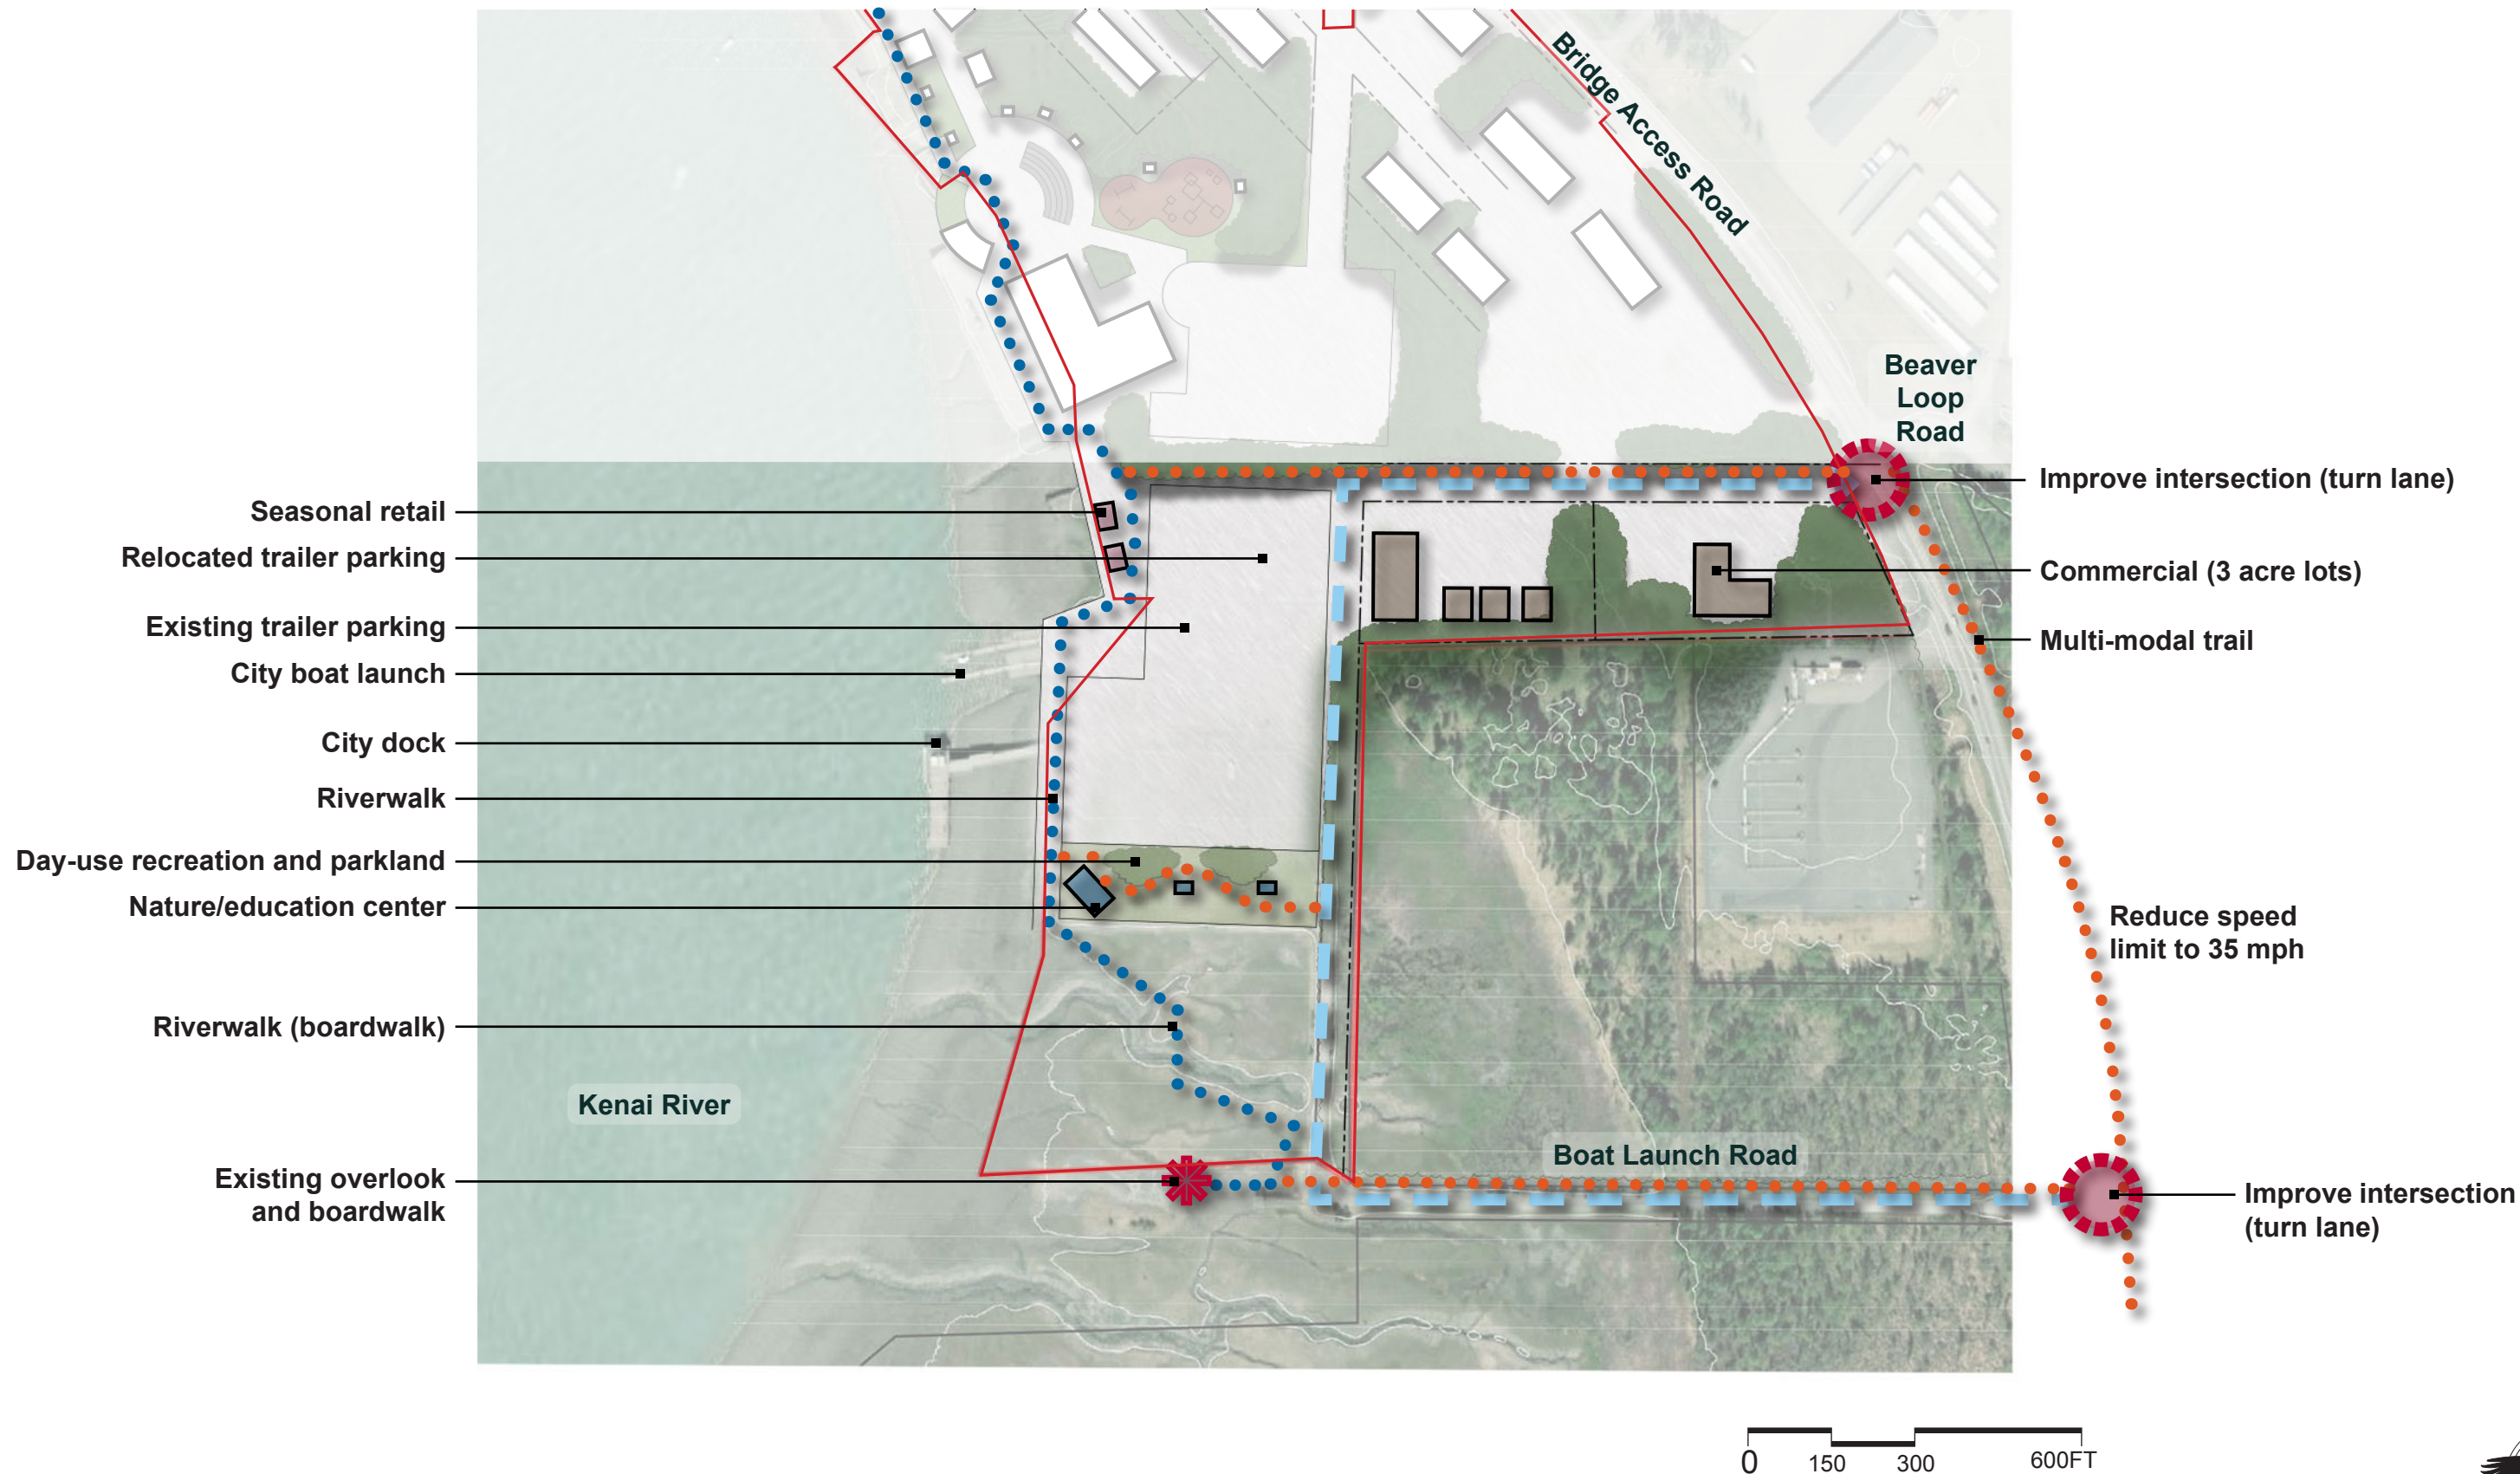 Bridge Access Road
Beaver
Loop
Road
Improve intersection (turn lane)
Seasonal retail
Relocated trailer parking
Commercial (3 acre lots)
Existing trailer parking
Multi-modal trail
City boat launch
City dock
Riverwalk
Day-use recreation and parkland
Nature/education center
Reduce speed
limit to 35 mph
Riverwalk (boardwalk)
Kenai River
Boat Launch Road
Existing overlook
and boardwalk
Improve intersection
(turn lane)
0 150 300 600FT